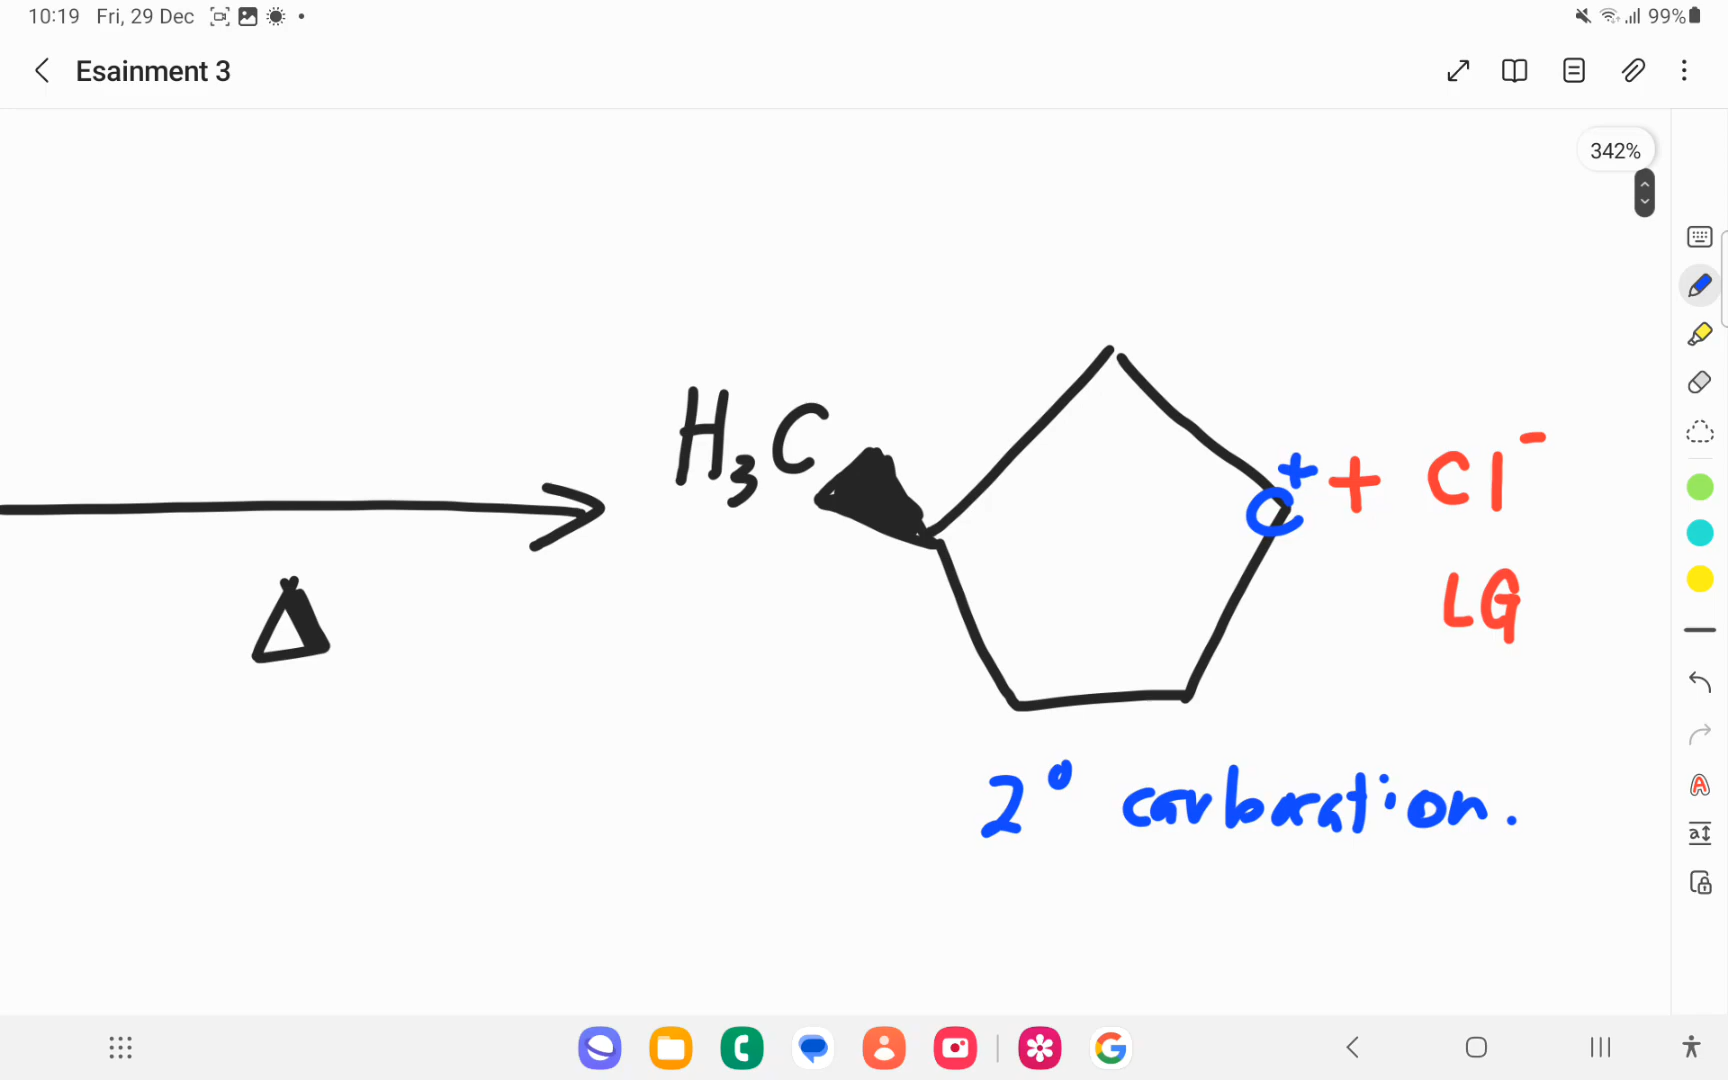 10:19 Fri, 29 Dec 99%
Esainment 3
342%
H₃C
C⁺ + Cl⁻
Δ
LG
2° carbocation.